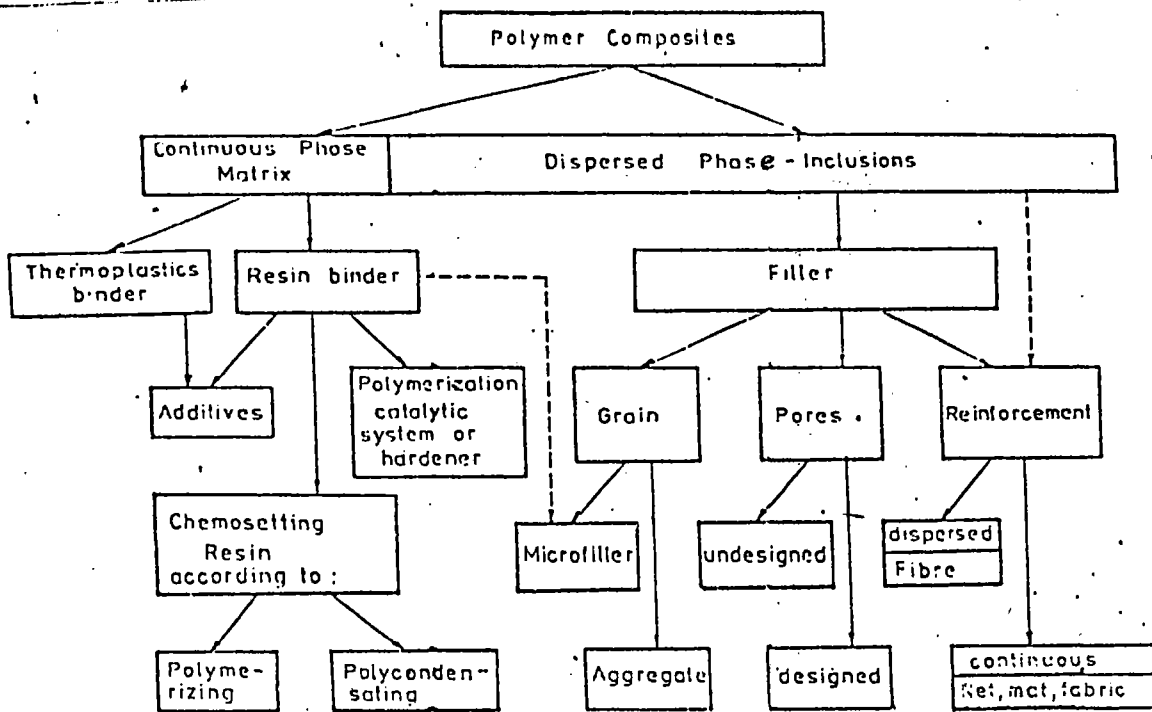 Polymer Composites
Continuous Phase
Matrix
Dispersed Phase - Inclusions
Thermoplastics
binder
Resin binder
Filler
Additives
Polymerization
catalytic
system or
hardener
Grain
Pores
Reinforcement
Chemosetting
Resin
according to :
Microfiller
undesigned
dispersed
Fibre
Polyme-
rizing
Polyconden-
sating
Aggregate
designed
continuous
Net, mat, fabric